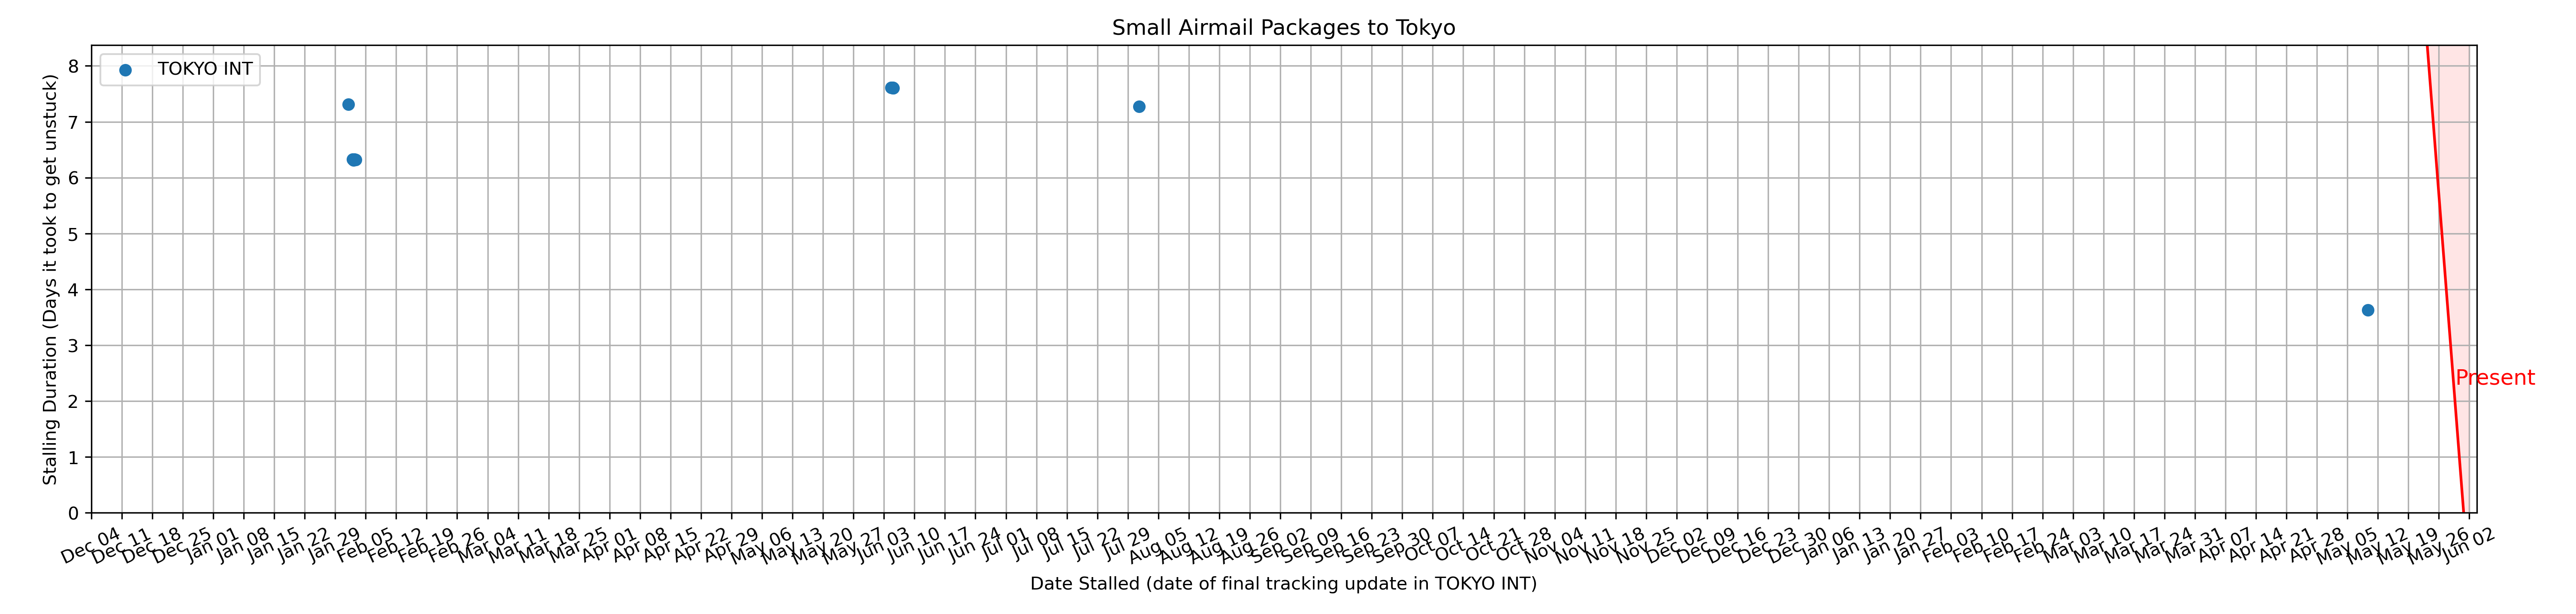 Small Airmail Packages to Tokyo
TOKYO INT
Stalling Duration (Days it took to get unstuck)
8
7
6
5
4
3
2
1
0
Present
Dec 04
Dec 11
Dec 18
Dec 25
Jan 01
Jan 08
Jan 15
Jan 22
Jan 29
Feb 05
Feb 12
Feb 19
Feb 26
Mar 04
Mar 11
Mar 18
Mar 25
Apr 01
Apr 08
Apr 15
Apr 22
Apr 29
May 06
May 13
May 20
May 27
Jun 03
Jun 10
Jun 17
Jun 24
Jul 01
Jul 08
Jul 15
Jul 22
Jul 29
Aug 05
Aug 12
Aug 19
Aug 26
Sep 02
Sep 09
Sep 16
Sep 23
Sep 30
Oct 07
Oct 14
Oct 21
Oct 28
Nov 04
Nov 11
Nov 18
Nov 25
Dec 02
Dec 09
Dec 16
Dec 23
Dec 30
Jan 06
Jan 13
Jan 20
Jan 27
Feb 03
Feb 10
Feb 17
Feb 24
Mar 03
Mar 10
Mar 17
Mar 24
Mar 31
Apr 07
Apr 14
Apr 21
Apr 28
May 05
May 12
May 19
May 26
Jun 02
Date Stalled (date of final tracking update in TOKYO INT)